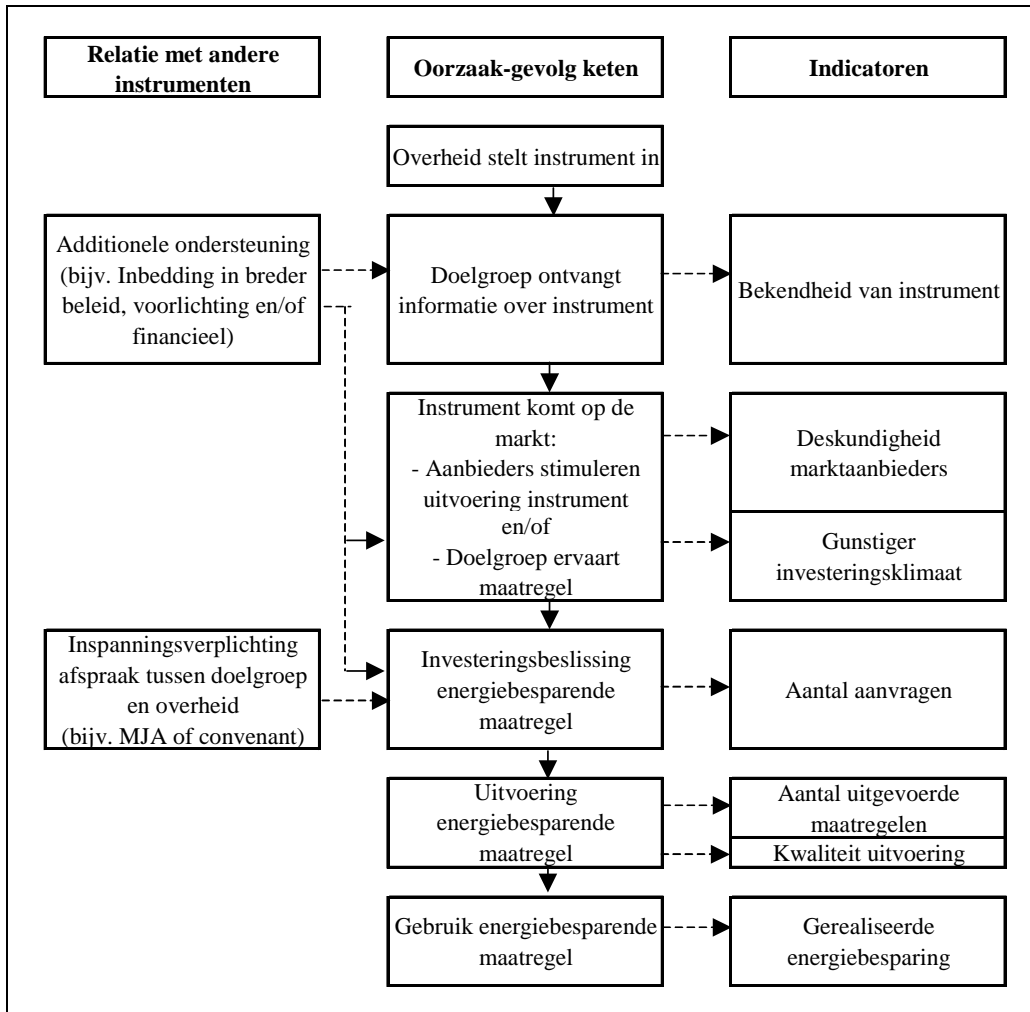 Relatie met andere
instrumenten
Oorzaak-gevolg keten
Indicatoren
Overheid stelt instrument in
Additionele ondersteuning
(bijv. Inbedding in breder
beleid, voorlichting en/of
financieel)
Doelgroep ontvangt
informatie over instrument
Bekendheid van instrument
Instrument komt op de
markt:
- Aanbieders stimuleren
uitvoering instrument
en/of
- Doelgroep ervaart
maatregel
Deskundigheid
marktaanbieders
Gunstiger
investeringsklimaat
Inspanningsverplichting
afspraak tussen doelgroep
en overheid
(bijv. MJA of convenant)
Investeringsbeslissing
energiebesparende
maatregel
Aantal aanvragen
Uitvoering
energiebesparende
maatregel
Aantal uitgevoerde
maatregelen
Kwaliteit uitvoering
Gebruik energiebesparende
maatregel
Gerealiseerde
energiebesparing